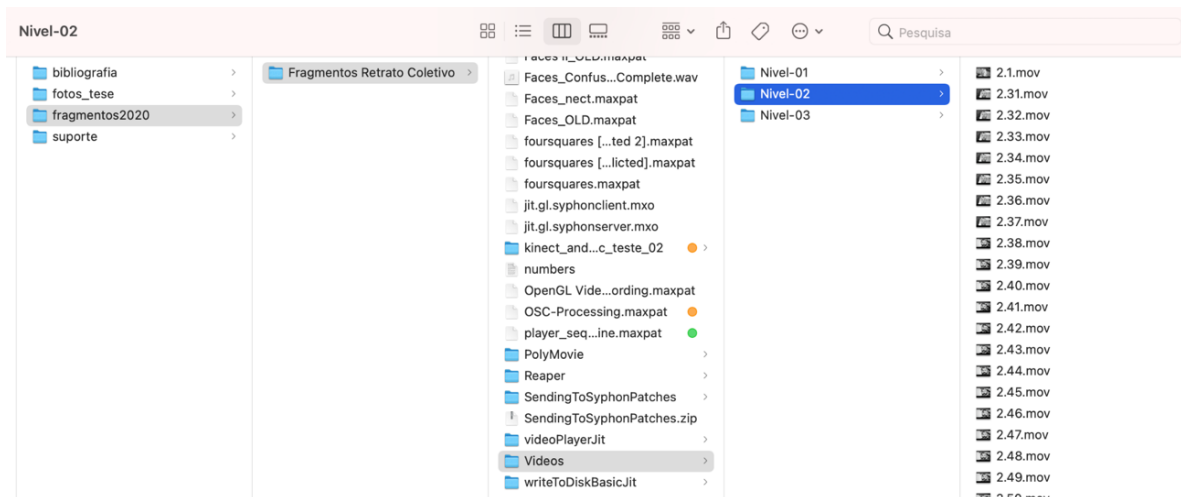 Nivel-02
Pesquisa
bibliografia
fotos_tese
fragmentos2020
suporte
Fragmentos Retrato Coletivo
Faces II_OLD.maxpat
Faces_Confus...Complete.wav
Faces_nect.maxpat
Faces_OLD.maxpat
foursquares [...ted 2].maxpat
foursquares [...licted].maxpat
foursquares.maxpat
jit.gl.syphonclient.mxo
jit.gl.syphonserver.mxo
kinect_and...c_teste_02
numbers
OpenGL Vide...ording.maxpat
OSC-Processing.maxpat
player_seq...ine.maxpat
PolyMovie
Reaper
SendingToSyphonPatches
SendingToSyphonPatches.zip
videoPlayerJit
Videos
writeToDiskBasicJit
Nivel-01
Nivel-02
Nivel-03
2.1.mov
2.31.mov
2.32.mov
2.33.mov
2.34.mov
2.35.mov
2.36.mov
2.37.mov
2.38.mov
2.39.mov
2.40.mov
2.41.mov
2.42.mov
2.43.mov
2.44.mov
2.45.mov
2.46.mov
2.47.mov
2.48.mov
2.49.mov
2.50.mov